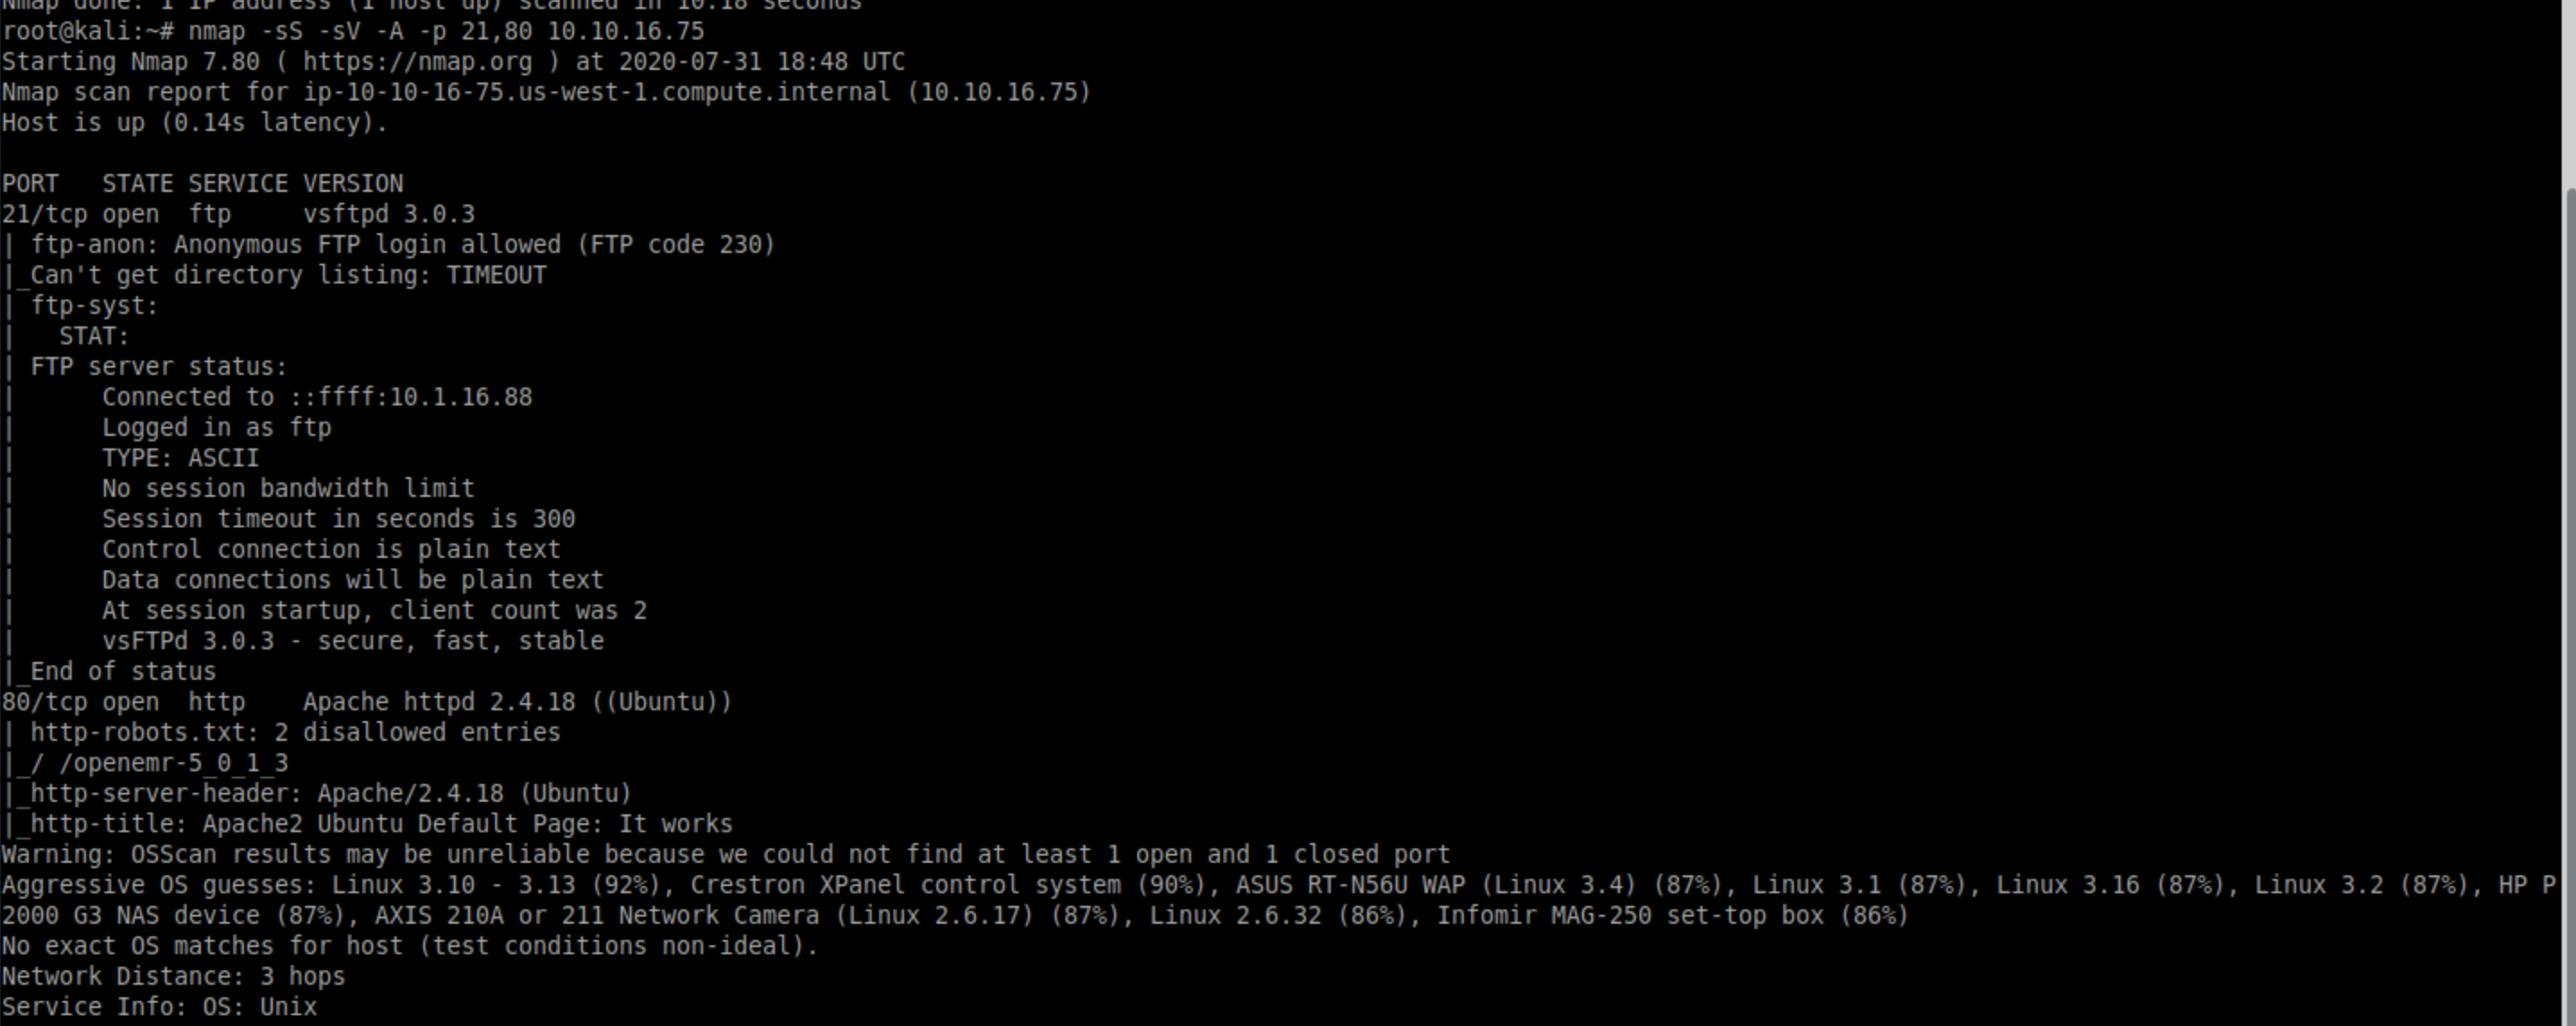 Nmap done: 1 IP address (1 host up) scanned in 10.18 seconds
root@kali:~# nmap -sS -sV -A -p 21,80 10.10.16.75
Starting Nmap 7.80 ( https://nmap.org ) at 2020-07-31 18:48 UTC
Nmap scan report for ip-10-10-16-75.us-west-1.compute.internal (10.10.16.75)
Host is up (0.14s latency).

PORT   STATE SERVICE VERSION
21/tcp open  ftp     vsftpd 3.0.3
| ftp-anon: Anonymous FTP login allowed (FTP code 230)
|_Can't get directory listing: TIMEOUT
| ftp-syst:
|   STAT:
| FTP server status:
|      Connected to ::ffff:10.1.16.88
|      Logged in as ftp
|      TYPE: ASCII
|      No session bandwidth limit
|      Session timeout in seconds is 300
|      Control connection is plain text
|      Data connections will be plain text
|      At session startup, client count was 2
|      vsFTPd 3.0.3 - secure, fast, stable
|_End of status
80/tcp open  http    Apache httpd 2.4.18 ((Ubuntu))
| http-robots.txt: 2 disallowed entries
|_/ /openemr-5_0_1_3
|_http-server-header: Apache/2.4.18 (Ubuntu)
|_http-title: Apache2 Ubuntu Default Page: It works
Warning: OSScan results may be unreliable because we could not find at least 1 open and 1 closed port
Aggressive OS guesses: Linux 3.10 - 3.13 (92%), Crestron XPanel control system (90%), ASUS RT-N56U WAP (Linux 3.4) (87%), Linux 3.1 (87%), Linux 3.16 (87%), Linux 3.2 (87%), HP P
2000 G3 NAS device (87%), AXIS 210A or 211 Network Camera (Linux 2.6.17) (87%), Linux 2.6.32 (86%), Infomir MAG-250 set-top box (86%)
No exact OS matches for host (test conditions non-ideal).
Network Distance: 3 hops
Service Info: OS: Unix